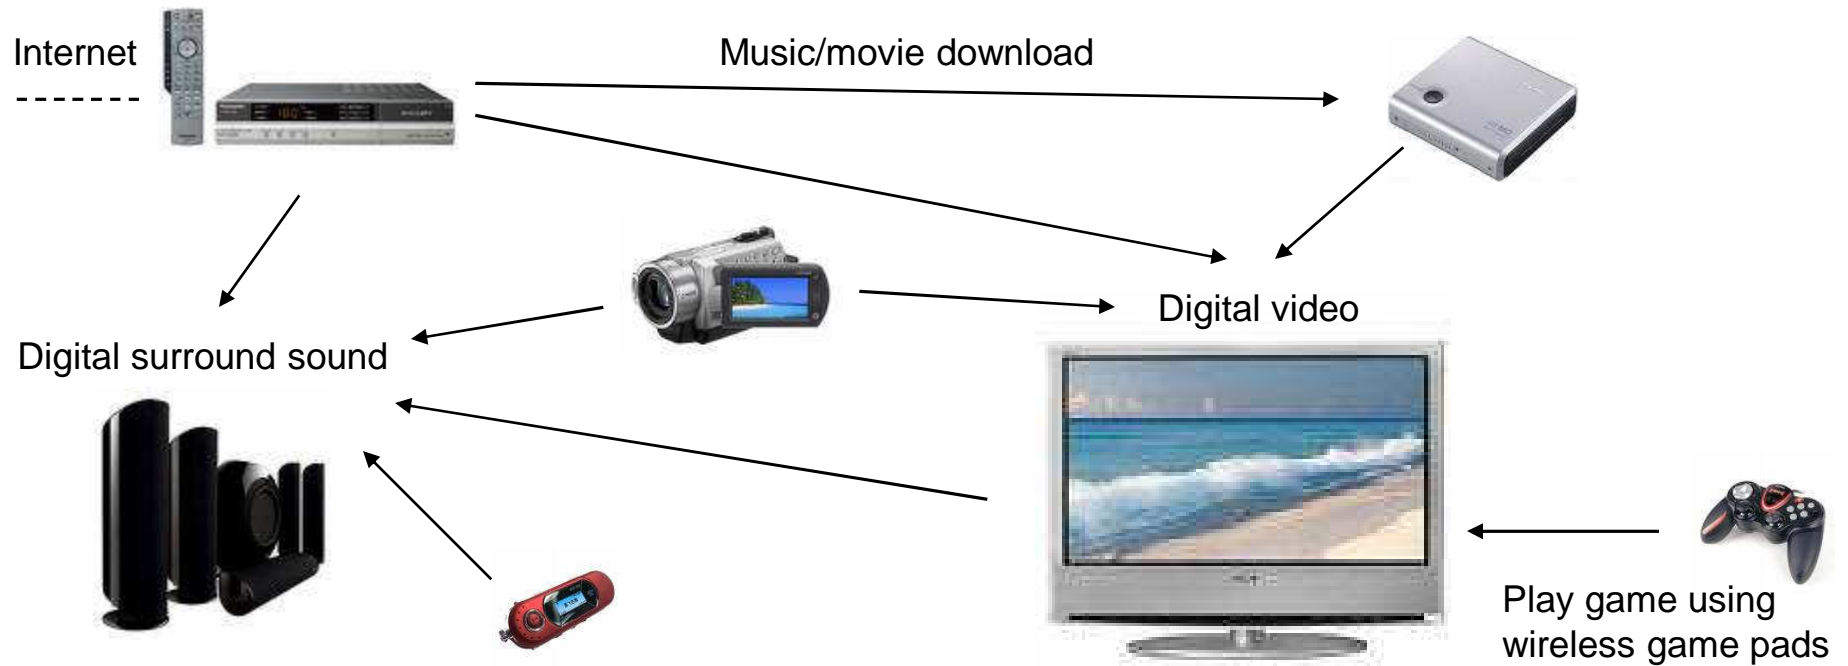 Internet
Music/movie download
Digital video
Digital surround sound
Play game using
wireless game pads